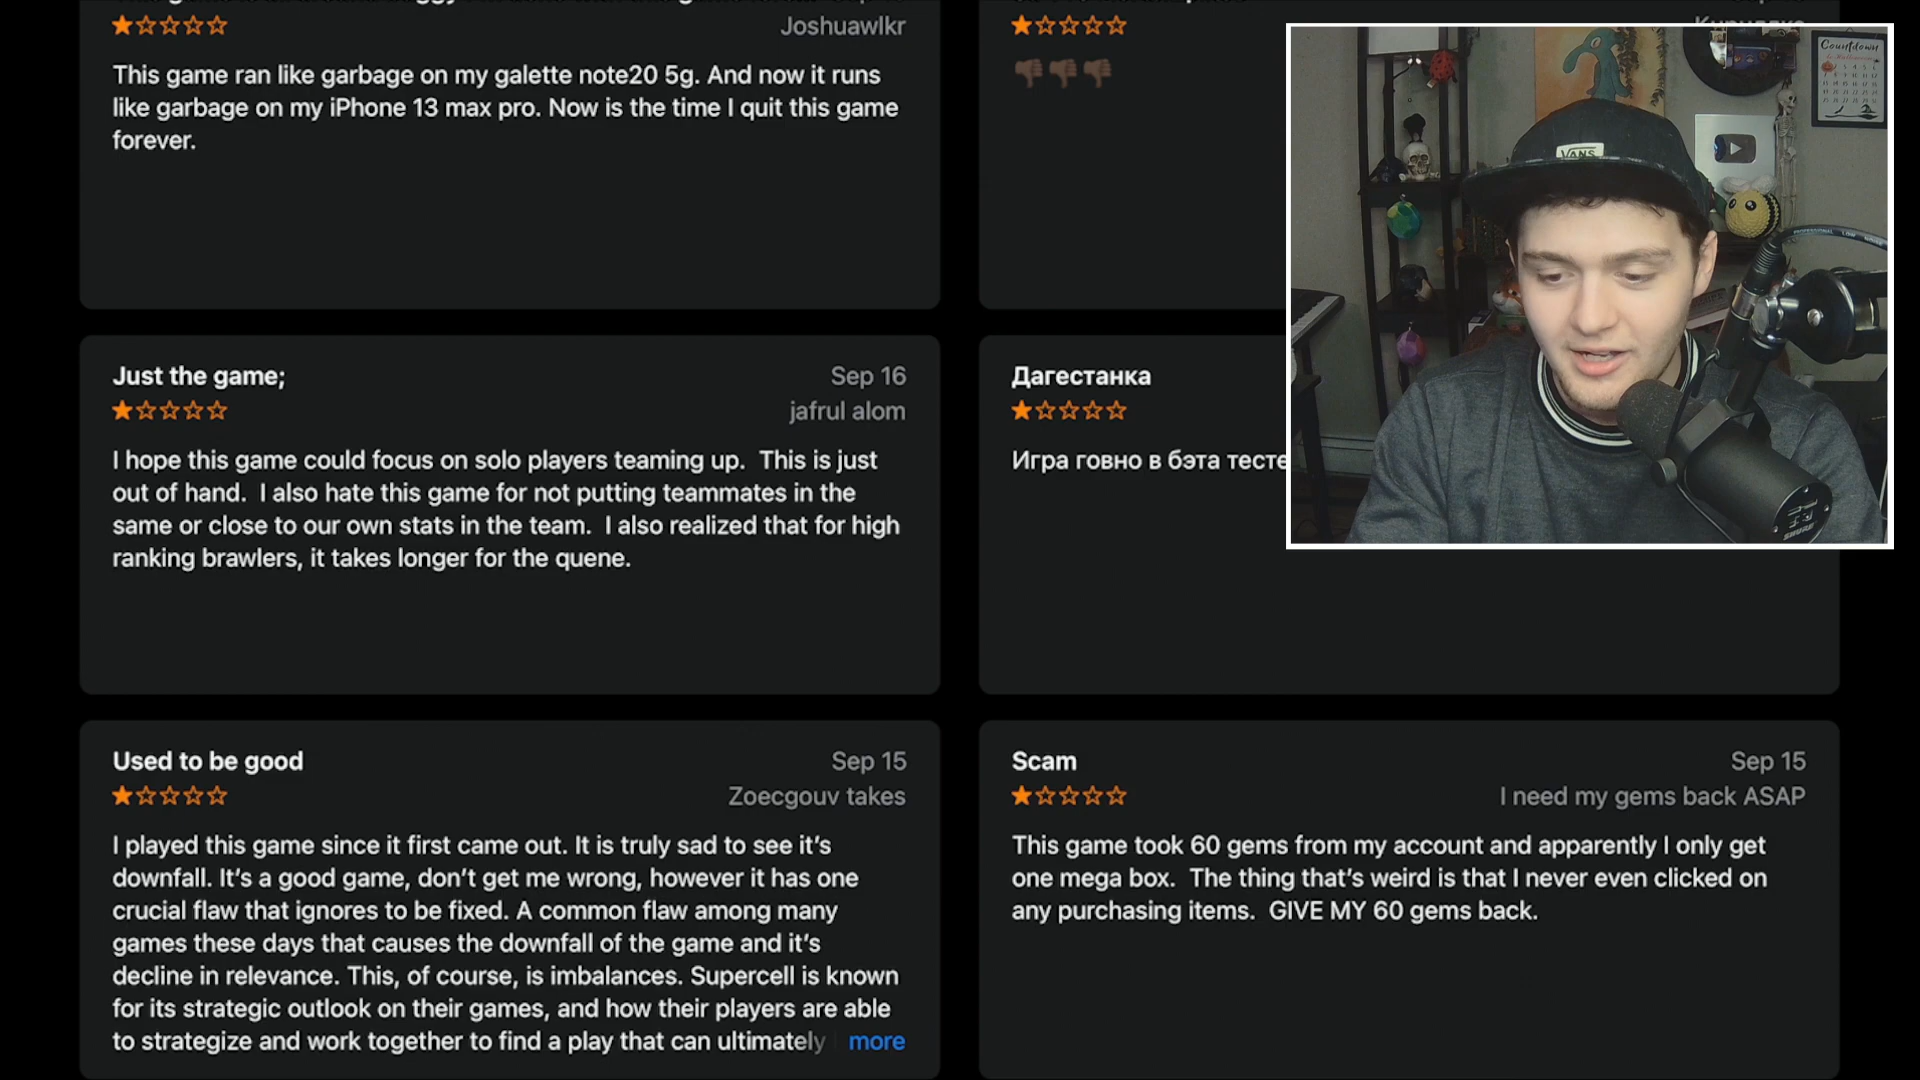 Joshuawlkr
This game ran like garbage on my galette note20 5g. And now it runs
like garbage on my iPhone 13 max pro. Now is the time I quit this game
forever.
Countdown
VANS
Just the game;
Sep 16
jafrul alom
I hope this game could focus on solo players teaming up. This is just
out of hand. I also hate this game for not putting teammates in the
same or close to our own stats in the team. I also realized that for high
ranking brawlers, it takes longer for the quene.
Дагестанка
Игра говно в бэта тесте
SHURE
Used to be good
Sep 15
Zoecgouv takes
I played this game since it first came out. It is truly sad to see it’s
downfall. It’s a good game, don’t get me wrong, however it has one
crucial flaw that ignores to be fixed. A common flaw among many
games these days that causes the downfall of the game and it’s
decline in relevance. This, of course, is imbalances. Supercell is known
for its strategic outlook on their games, and how their players are able
to strategize and work together to find a play that can ultimately more
Scam
Sep 15
I need my gems back ASAP
This game took 60 gems from my account and apparently I only get
one mega box. The thing that’s weird is that I never even clicked on
any purchasing items. GIVE MY 60 gems back.